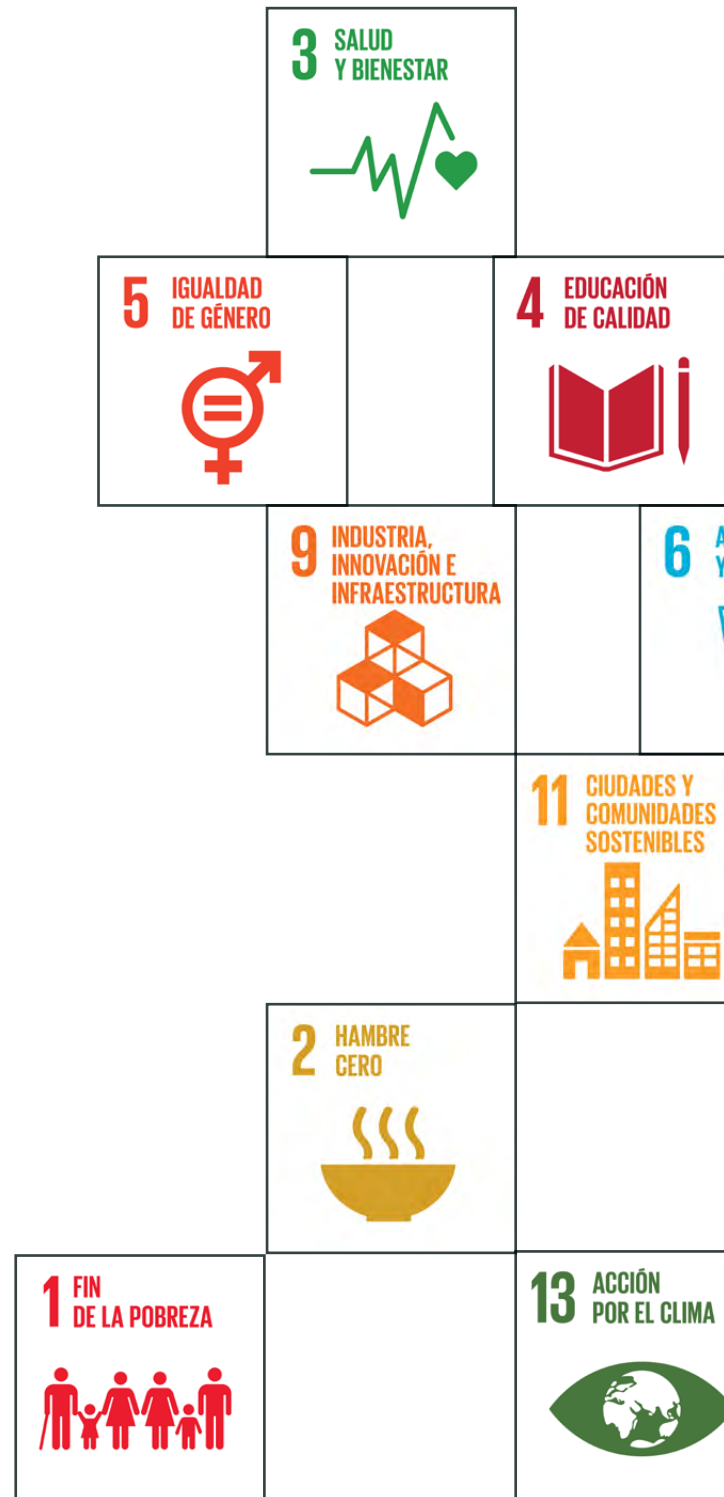 3 SALUD
Y BIENESTAR
5 IGUALDAD
DE GÉNERO
4 EDUCACIÓN
DE CALIDAD
9 INDUSTRIA,
INNOVACIÓN E
INFRAESTRUCTURA
6
Y
11 CIUDADES Y
COMUNIDADES
SOSTENIBLES
2 HAMBRE
CERO
1 FIN
DE LA POBREZA
13 ACCIÓN
POR EL CLIMA